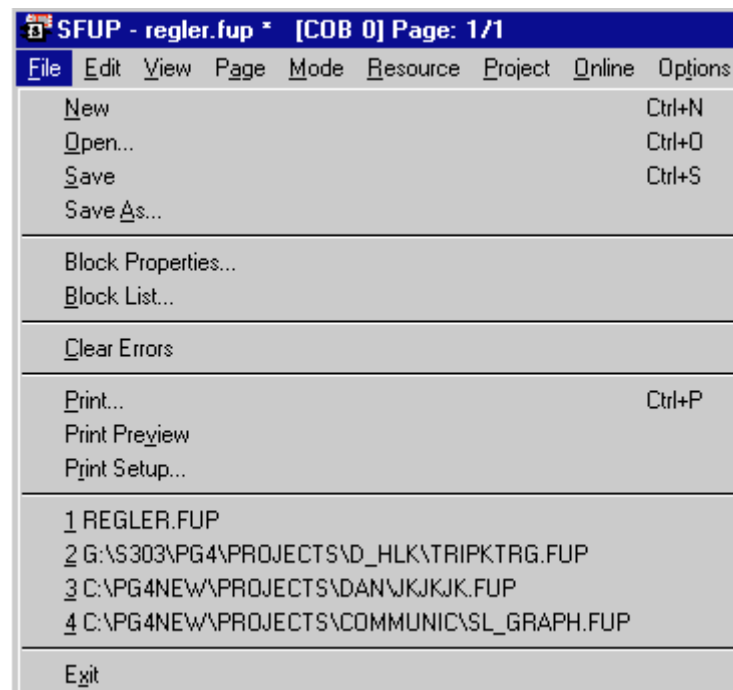 SFUP - regler.fup * [COB 0] Page: 1/1
File Edit View Page Mode Resource Project Online Options
New Ctrl+N
Open... Ctrl+O
Save Ctrl+S
Save As...
Block Properties...
Block List...
Clear Errors
Print... Ctrl+P
Print Preview
Print Setup...
1 REGLER.FUP
2 G:\S303\PG4\PROJECTS\D_HLK\TRIPKTRG.FUP
3 C:\PG4NEW\PROJECTS\DAN\JKJKJK.FUP
4 C:\PG4NEW\PROJECTS\COMMUNIC\SL_GRAPH.FUP
Exit